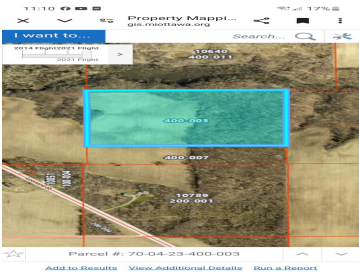 11:10
17%
Property Mappi...
gis.miottawa.org
I want to...
Search...
2014 Flight2021 Flight
2021 Flight
10640
400-011
400-003
400-007
10789
200-001
Parcel #: 70-04-23-400-003
Add to Results View Additional Details Run a Report